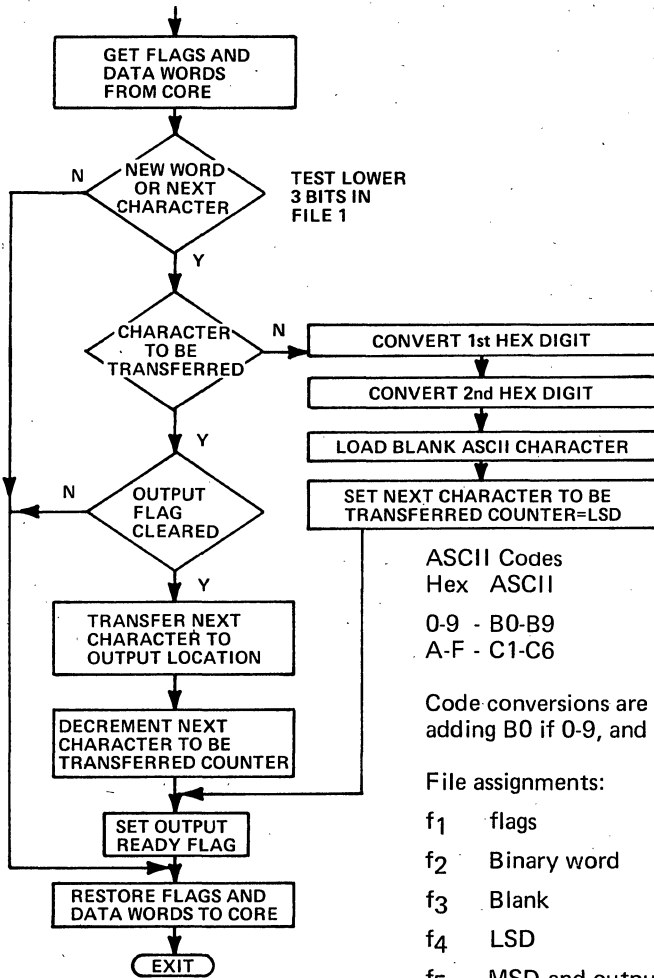 GET FLAGS AND
DATA WORDS
FROM CORE
NEW WORD
OR NEXT
CHARACTER
N
Y
TEST LOWER
3 BITS IN
FILE 1
CHARACTER
TO BE
TRANSFERRED
N
Y
CONVERT 1st HEX DIGIT
CONVERT 2nd HEX DIGIT
LOAD BLANK ASCII CHARACTER
SET NEXT CHARACTER TO BE
TRANSFERRED COUNTER=LSD
OUTPUT
FLAG
CLEARED
N
Y
TRANSFER NEXT
CHARACTER TO
OUTPUT LOCATION
DECREMENT NEXT
CHARACTER TO BE
TRANSFERRED COUNTER
SET OUTPUT
READY FLAG
RESTORE FLAGS AND
DATA WORDS TO CORE
EXIT
ASCII Codes
Hex ASCII
0-9 - B0-B9
A-F - C1-C6
Code conversions are
adding B0 if 0-9, and
File assignments:
f1 flags
f2 Binary word
f3 Blank
f4 LSD
f5 MSD and outpu